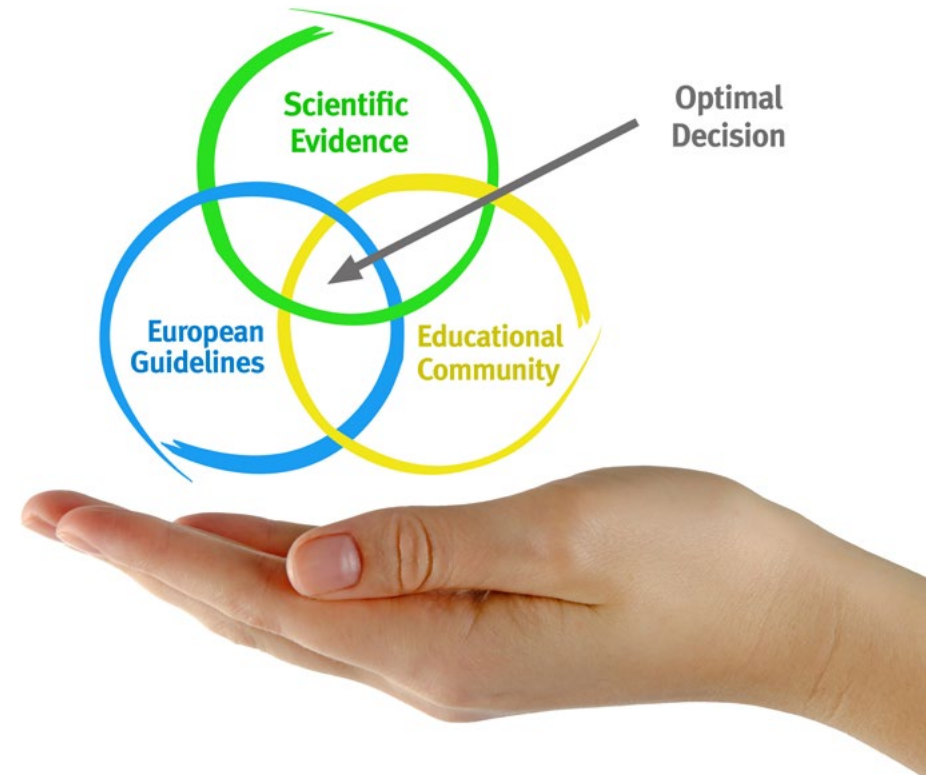 Scientific
Evidence
Optimal
Decision
European
Guidelines
Educational
Community